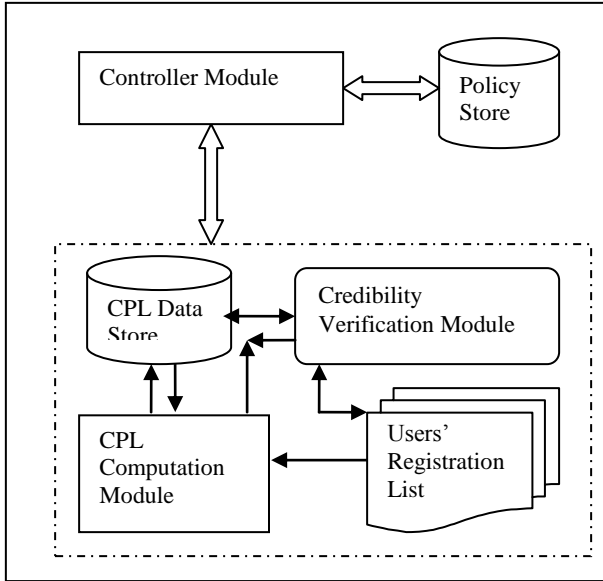 Controller Module
Policy
Store
CPL Data
Store
Credibility
Verification Module
CPL
Computation
Module
Users’
Registration
List